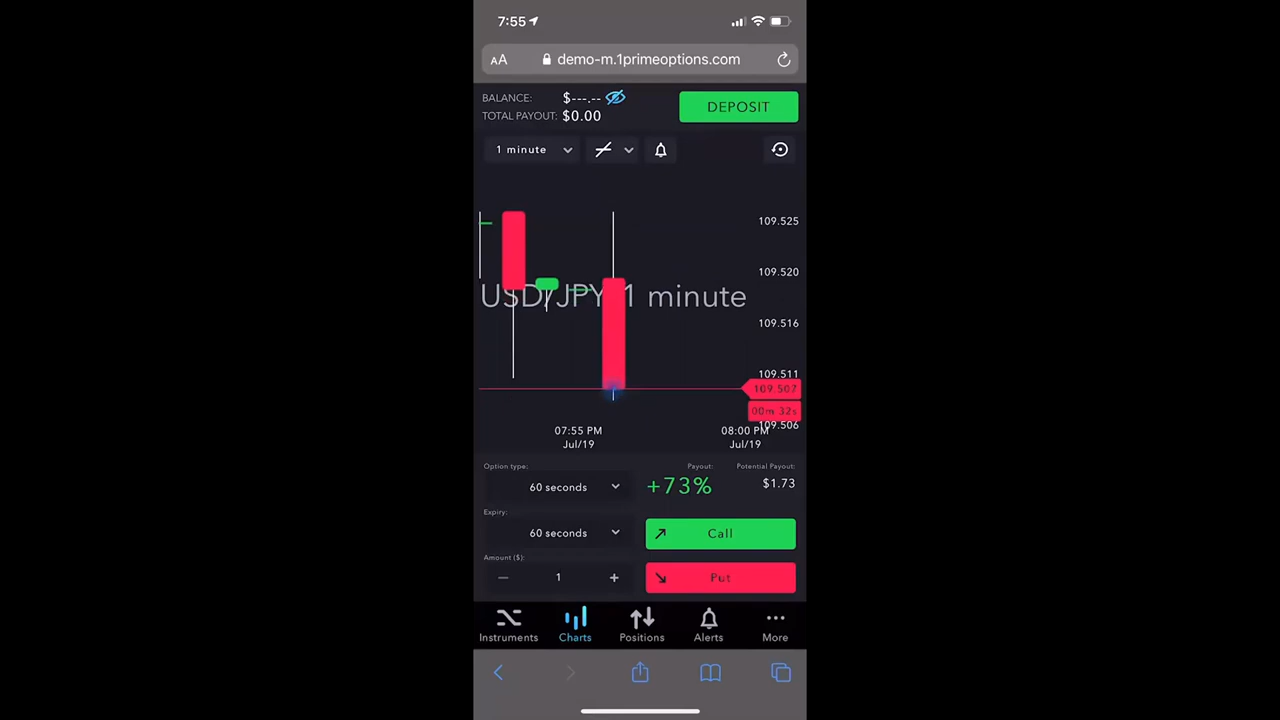 7:55
AA demo-m.1primeoptions.com
BALANCE: $---.--
DEPOSIT
TOTAL PAYOUT: $0.00
1 minute
109.525
109.520
USD/JPY 1 minute
109.516
109.511
109.507
00m 32s
109.506
07:55 PM 08:00 PM
Jul/19 Jul/19
Option type: Payout: Potential Payout:
60 seconds +73% $1.73
Expiry:
60 seconds Call
Amount ($):
− 1 + Put
Instruments Charts Positions Alerts More